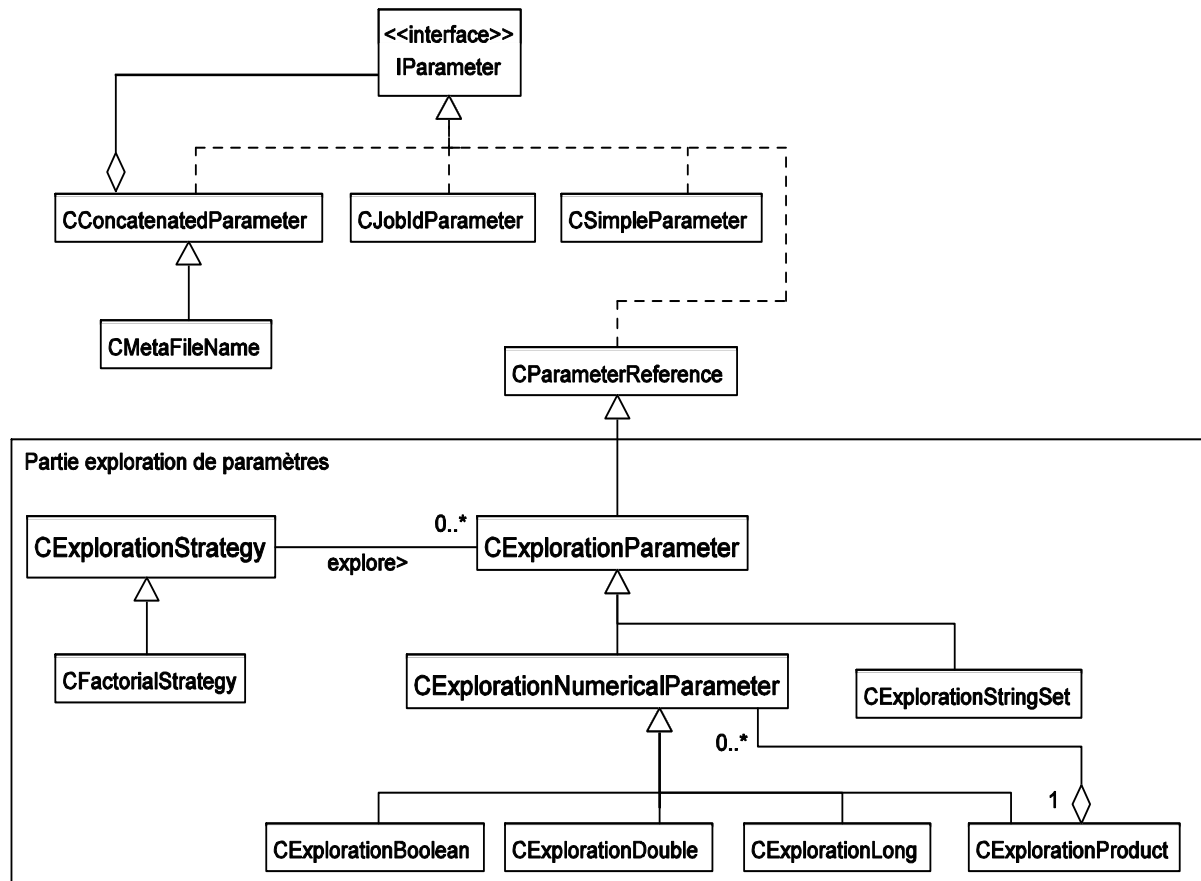 <<interface>>
IParameter
CConcatenatedParameter
CJobIdParameter
CSimpleParameter
CMetaFileName
CParameterReference
Partie exploration de paramètres
CExplorationStrategy
0..*
explore>
CExplorationParameter
CFactorialStrategy
CExplorationNumericalParameter
CExplorationStringSet
0..*
1
CExplorationBoolean
CExplorationDouble
CExplorationLong
CExplorationProduct